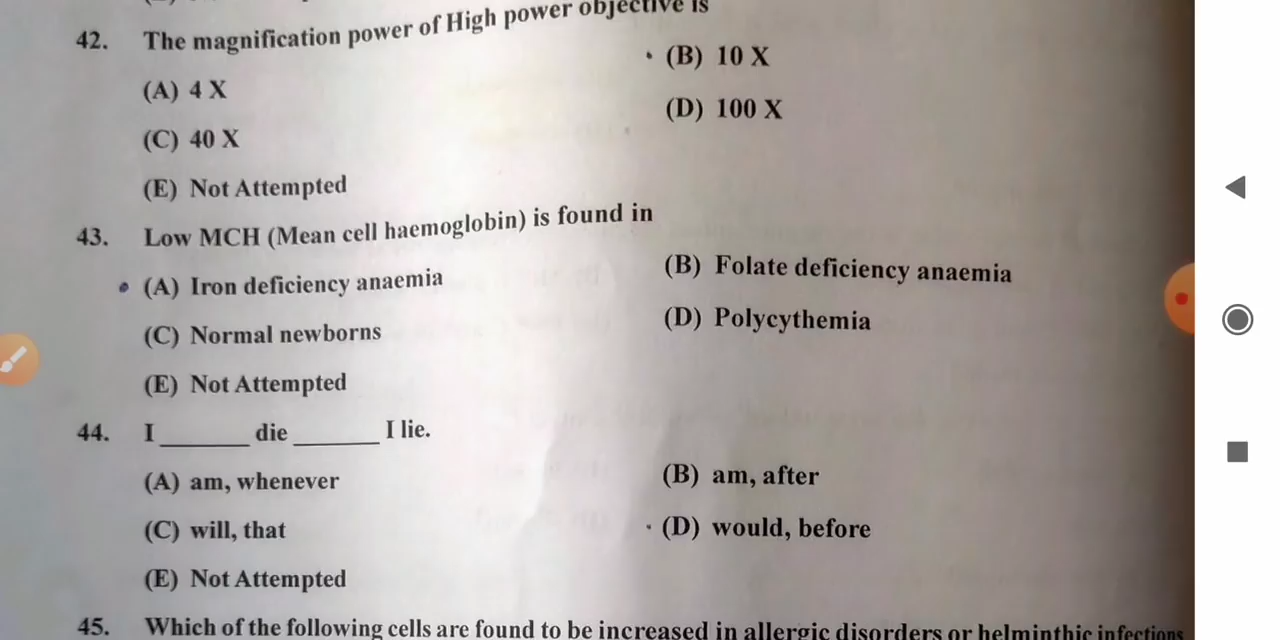 42. The magnification power of High power objective is
(A) 4 X (B) 10 X
(C) 40 X (D) 100 X
(E) Not Attempted
43. Low MCH (Mean cell haemoglobin) is found in
(A) Iron deficiency anaemia (B) Folate deficiency anaemia
(C) Normal newborns (D) Polycythemia
(E) Not Attempted
44. I ______ die ______ I lie.
(A) am, whenever (B) am, after
(C) will, that (D) would, before
(E) Not Attempted
45. Which of the following cells are found to be increased in allergic disorders or helminthic infections